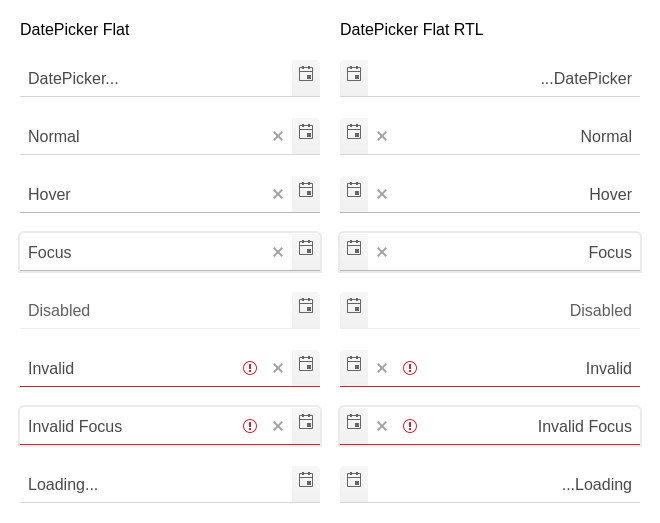 DatePicker Flat
DatePicker...
Normal
Hover
Focus
Disabled
Invalid
Invalid Focus
Loading...
DatePicker Flat RTL
...DatePicker
Normal
Hover
Focus
Disabled
Invalid
Invalid Focus
...Loading